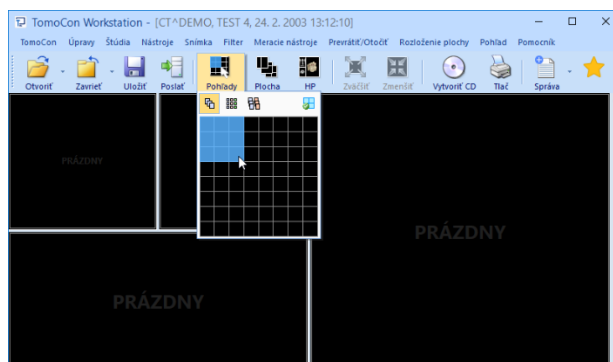 TomoCon Workstation - [CT^DEMO, TEST 4, 24. 2. 2003 13:12:10]
TomoCon Úpravy Štúdia Nástroje Snímka Filter Meracie nástroje Prevrátiť/Otočiť Rozloženie plochy Pohľad Pomocník
Otvoriť Zavrieť Uložiť Poslať Pohľady Plocha HP Zväčšiť Zmenšiť Vytvoriť CD Tlač Správa
PRÁZDNY
PRÁZDNY
PRÁZDNY